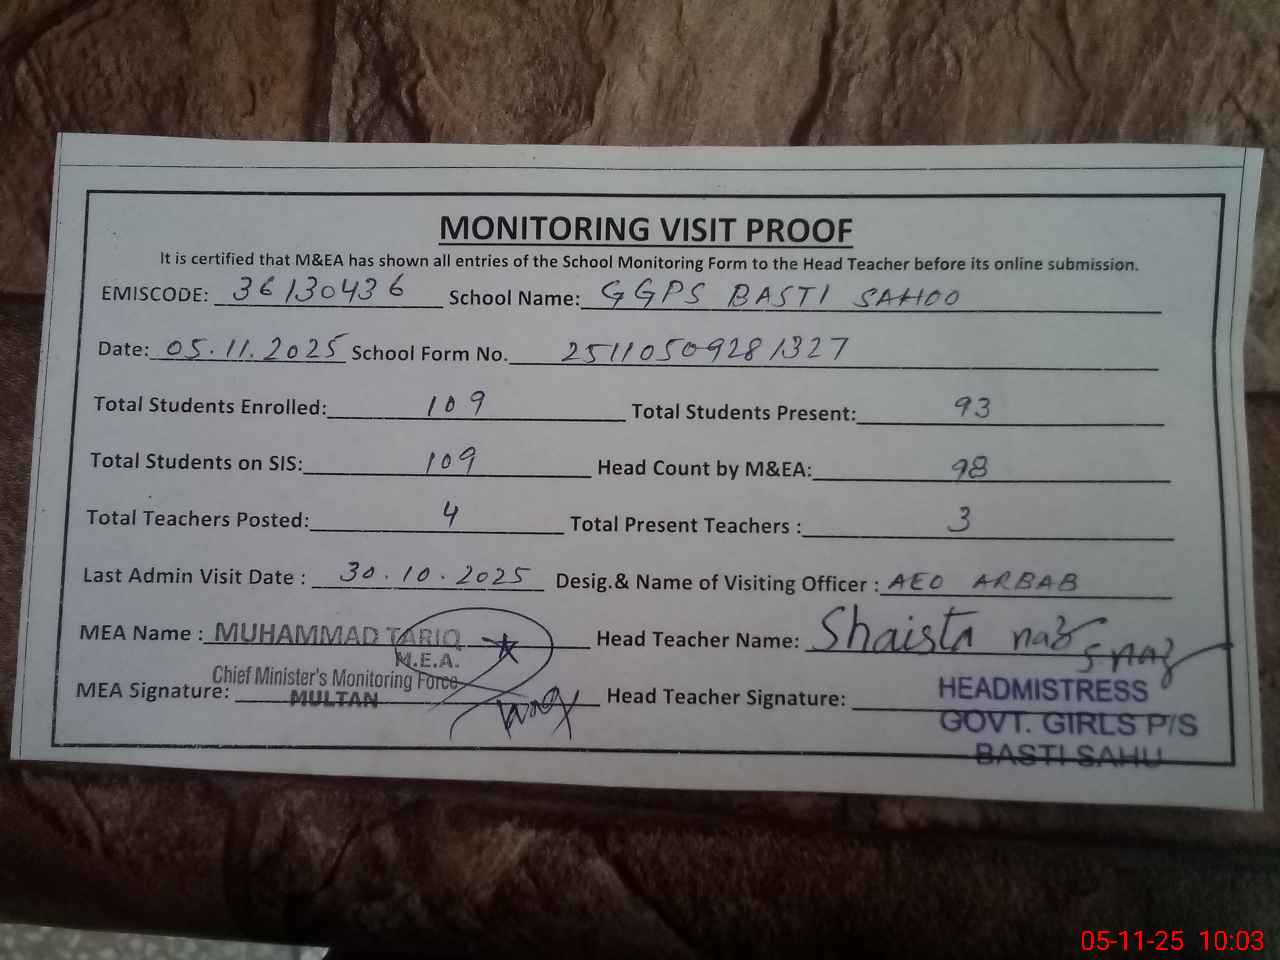 MONITORING VISIT PROOF
It is certified that M&EA has shown all entries of the School Monitoring Form to the Head Teacher before its online submission.
EMISCODE: 36130436 School Name: GGPS BASTI SAHOO
Date: 05.11.2025 School Form No. 25110509281327
Total Students Enrolled: 109 Total Students Present: 93
Total Students on SIS: 109 Head Count by M&EA: 98
Total Teachers Posted: 4 Total Present Teachers : 3
Last Admin Visit Date : 30.10.2025 Desig.& Name of Visiting Officer : AEO ARBAB
MEA Name : MUHAMMAD TARIQ Head Teacher Name: Shaista naz
M.E.A.
Chief Minister's Monitoring Force
MEA Signature: MULTAN Head Teacher Signature: Snaz
HEADMISTRESS
GOVT. GIRLS P/S
BASTI SAHU
05-11-25 10:03